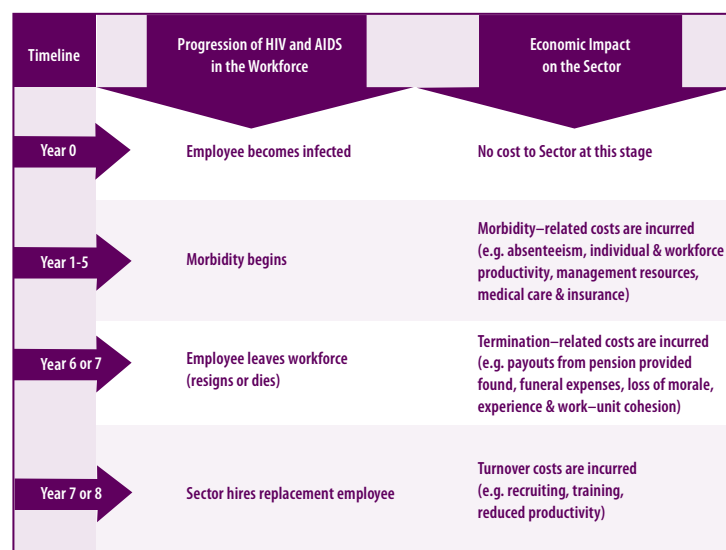 Timeline
Progression of HIV and AIDS
in the Workforce
Economic Impact
on the Sector
Year 0
Employee becomes infected
No cost to Sector at this stage
Year 1-5
Morbidity begins
Morbidity–related costs are incurred
(e.g. absenteeism, individual & workforce
productivity, management resources,
medical care & insurance)
Year 6 or 7
Employee leaves workforce
(resigns or dies)
Termination–related costs are incurred
(e.g. payouts from pension provided
found, funeral expenses, loss of morale,
experience & work–unit cohesion)
Year 7 or 8
Sector hires replacement employee
Turnover costs are incurred
(e.g. recruiting, training,
reduced productivity)